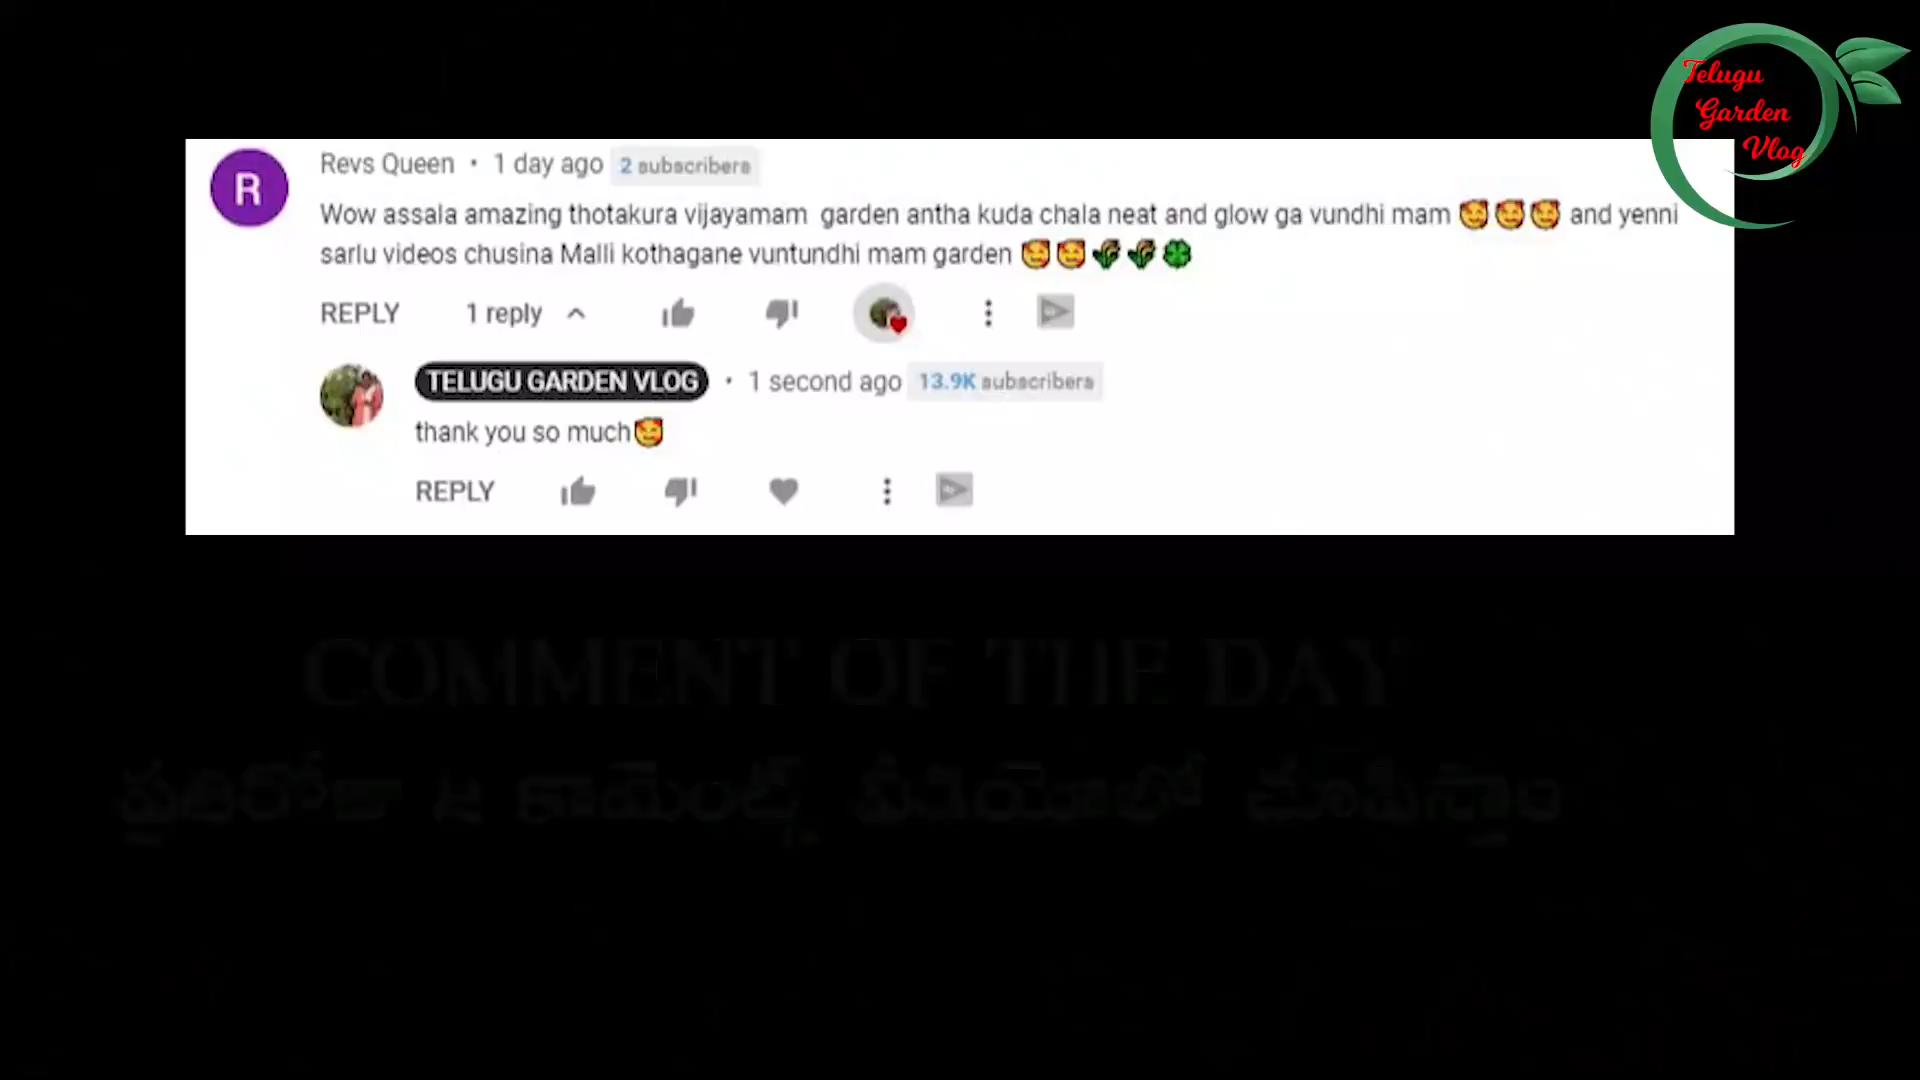 Telugu
Garden
Vlog
R
Revs Queen • 1 day ago 2 subscribers
Wow assala amazing thotakura vijayamam garden antha kuda chala neat and glow ga vundhi mam 🥰🥰🥰 and yenni
sarlu videos chusina Malli kothagane vuntundhi mam garden 🥰🥰🌾🌾🍀
REPLY 1 reply
TELUGU GARDEN VLOG • 1 second ago 13.9K subscribers
thank you so much🥰
REPLY
COMMENT OF THE DAY
ప్రతిరోజూ కామెంట్స్ వీడియోలో చూపిస్తాం